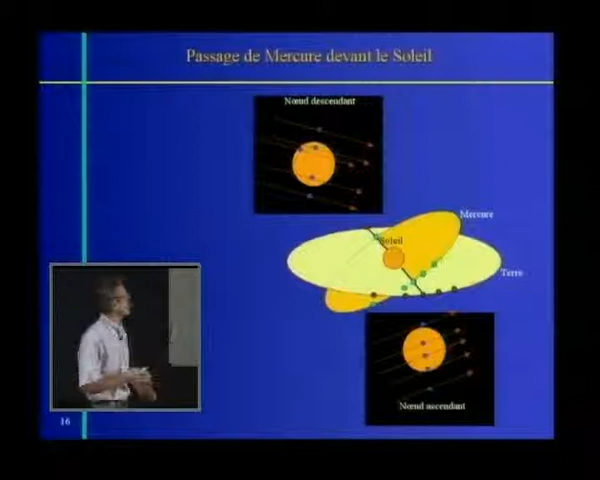 Passage de Mercure devant le Soleil
Nœud descendant
Mercure
Soleil
Terre
Nœud ascendant
16